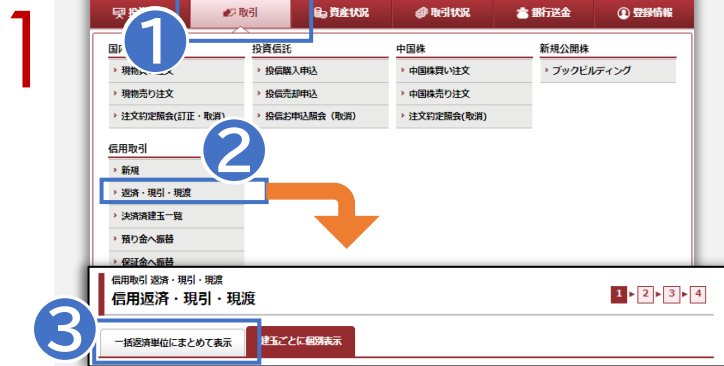 1
1
取引
資産状況
取引状況
銀行送金
登録情報
投資信託
中国株
新規公開株
投信購入申込
中国株買い注文
ブックビルディング
現物売り注文
投信売却申込
中国株売り注文
注文約定照会(訂正・取消)
投信お申込照会（取消）
注文約定照会(取消)
信用取引
2
新規
返済・現引・現渡
決済済建玉一覧
預り金へ振替
保証金へ振替
信用取引 返済・現引・現渡
信用返済・現引・現渡
1 2 3 4
3
一括返済単位にまとめて表示
建玉ごとに個別表示